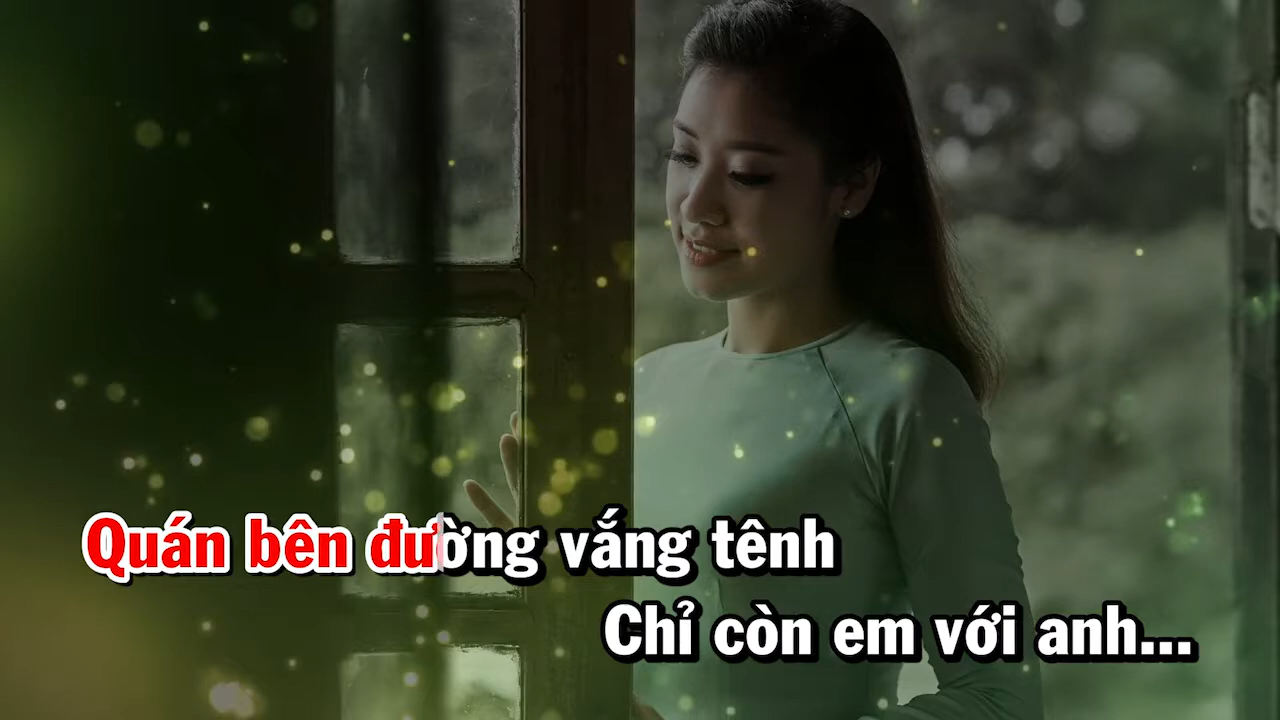 Quán bên đường vắng tênh
Chỉ còn em với anh...